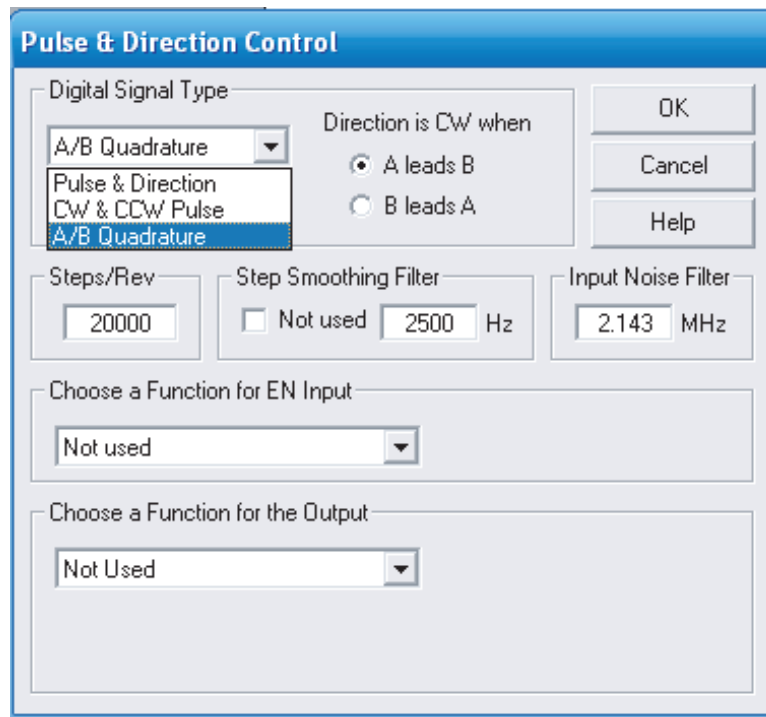 Pulse & Direction Control
Digital Signal Type
A/B Quadrature
Pulse & Direction
CW & CCW Pulse
A/B Quadrature
Direction is CW when
A leads B
B leads A
OK
Cancel
Help
Steps/Rev
20000
Step Smoothing Filter
Not used 2500 Hz
Input Noise Filter
2.143 MHz
Choose a Function for EN Input
Not used
Choose a Function for the Output
Not Used